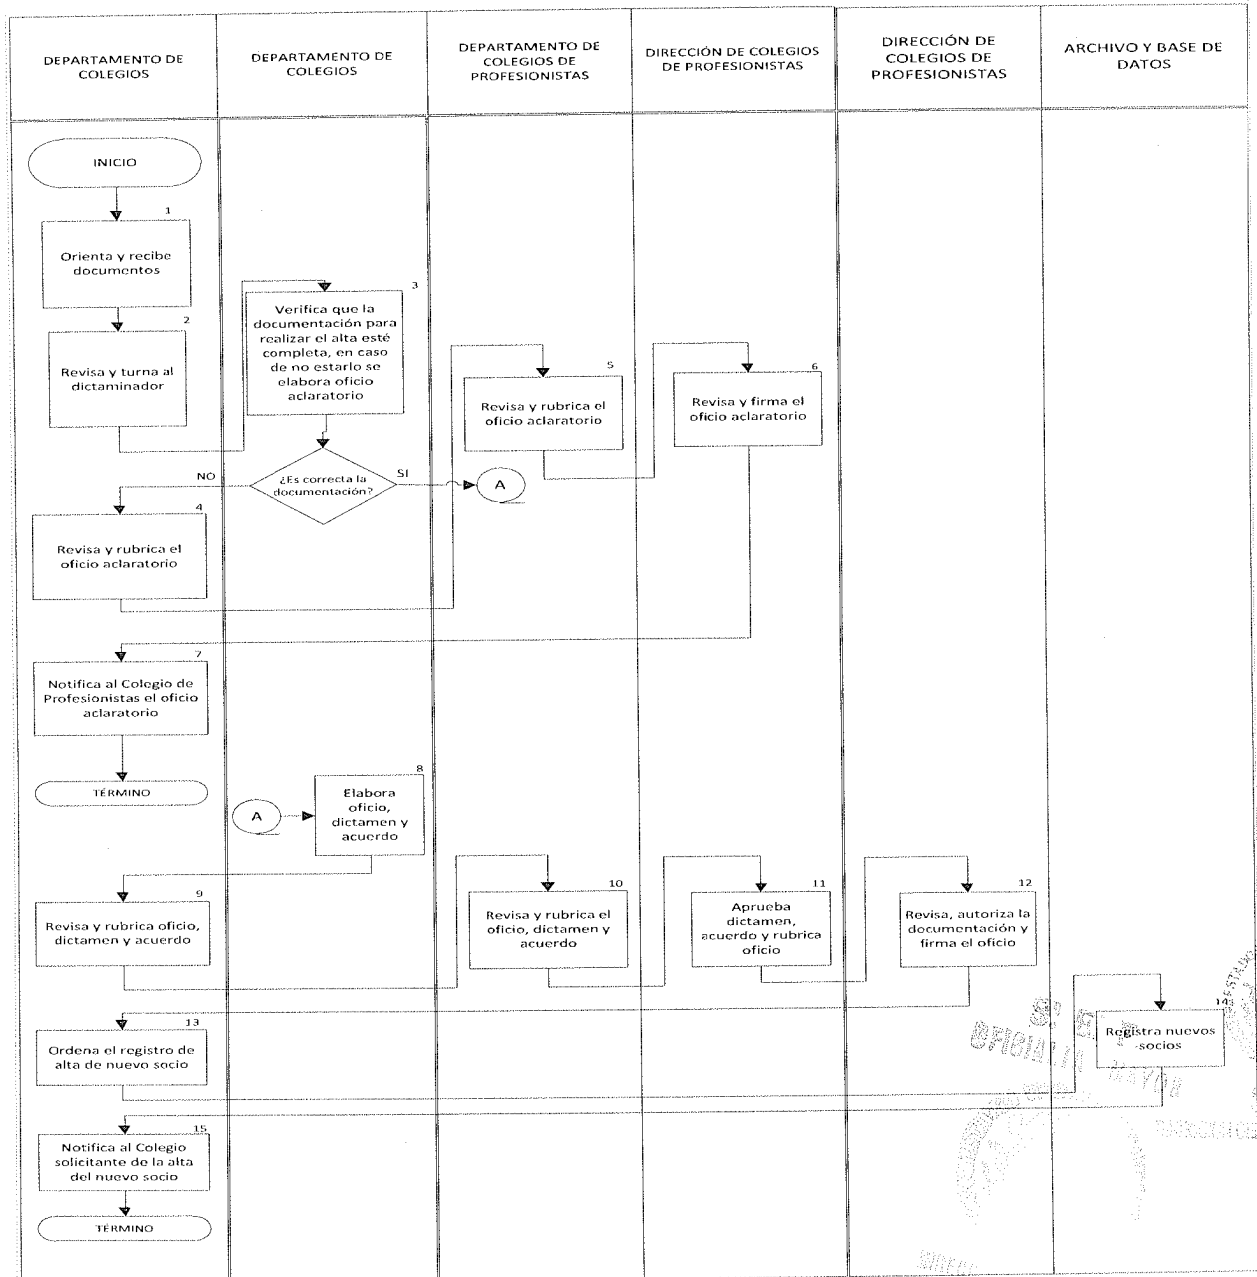 DEPARTAMENTO DE
COLEGIOS
DEPARTAMENTO DE
COLEGIOS
DEPARTAMENTO DE
COLEGIOS DE
PROFESIONISTAS
DIRECCIÓN DE COLEGIOS
DE PROFESIONISTAS
DIRECCIÓN DE
COLEGIOS DE
PROFESIONISTAS
ARCHIVO Y BASE DE
DATOS
INICIO
1
Orienta y recibe
documentos
2
Revisa y turna al
dictaminador
3
Verifica que la
documentación para
realizar el alta esté
completa, en caso
de no estarlo se
elabora oficio
aclaratorio
¿Es correcta la
documentación?
NO
SI
A
4
Revisa y rubrica el
oficio aclaratorio
5
Revisa y rubrica el
oficio aclaratorio
6
Revisa y firma el
oficio aclaratorio
7
Notifica al Colegio de
Profesionistas el oficio
aclaratorio
TÉRMINO
A
8
Elabora
oficio,
dictamen y
acuerdo
9
Revisa y rubrica oficio,
dictamen y acuerdo
10
Revisa y rubrica el
oficio, dictamen y
acuerdo
11
Aprueba
dictamen,
acuerdo y rubrica
oficio
12
Revisa, autoriza la
documentación y
firma el oficio
13
Ordena el registro de
alta de nuevo socio
14
Registra nuevos
socios
15
Notifica al Colegio
solicitante de la alta
del nuevo socio
TÉRMINO
OFICIALIA MAYOR